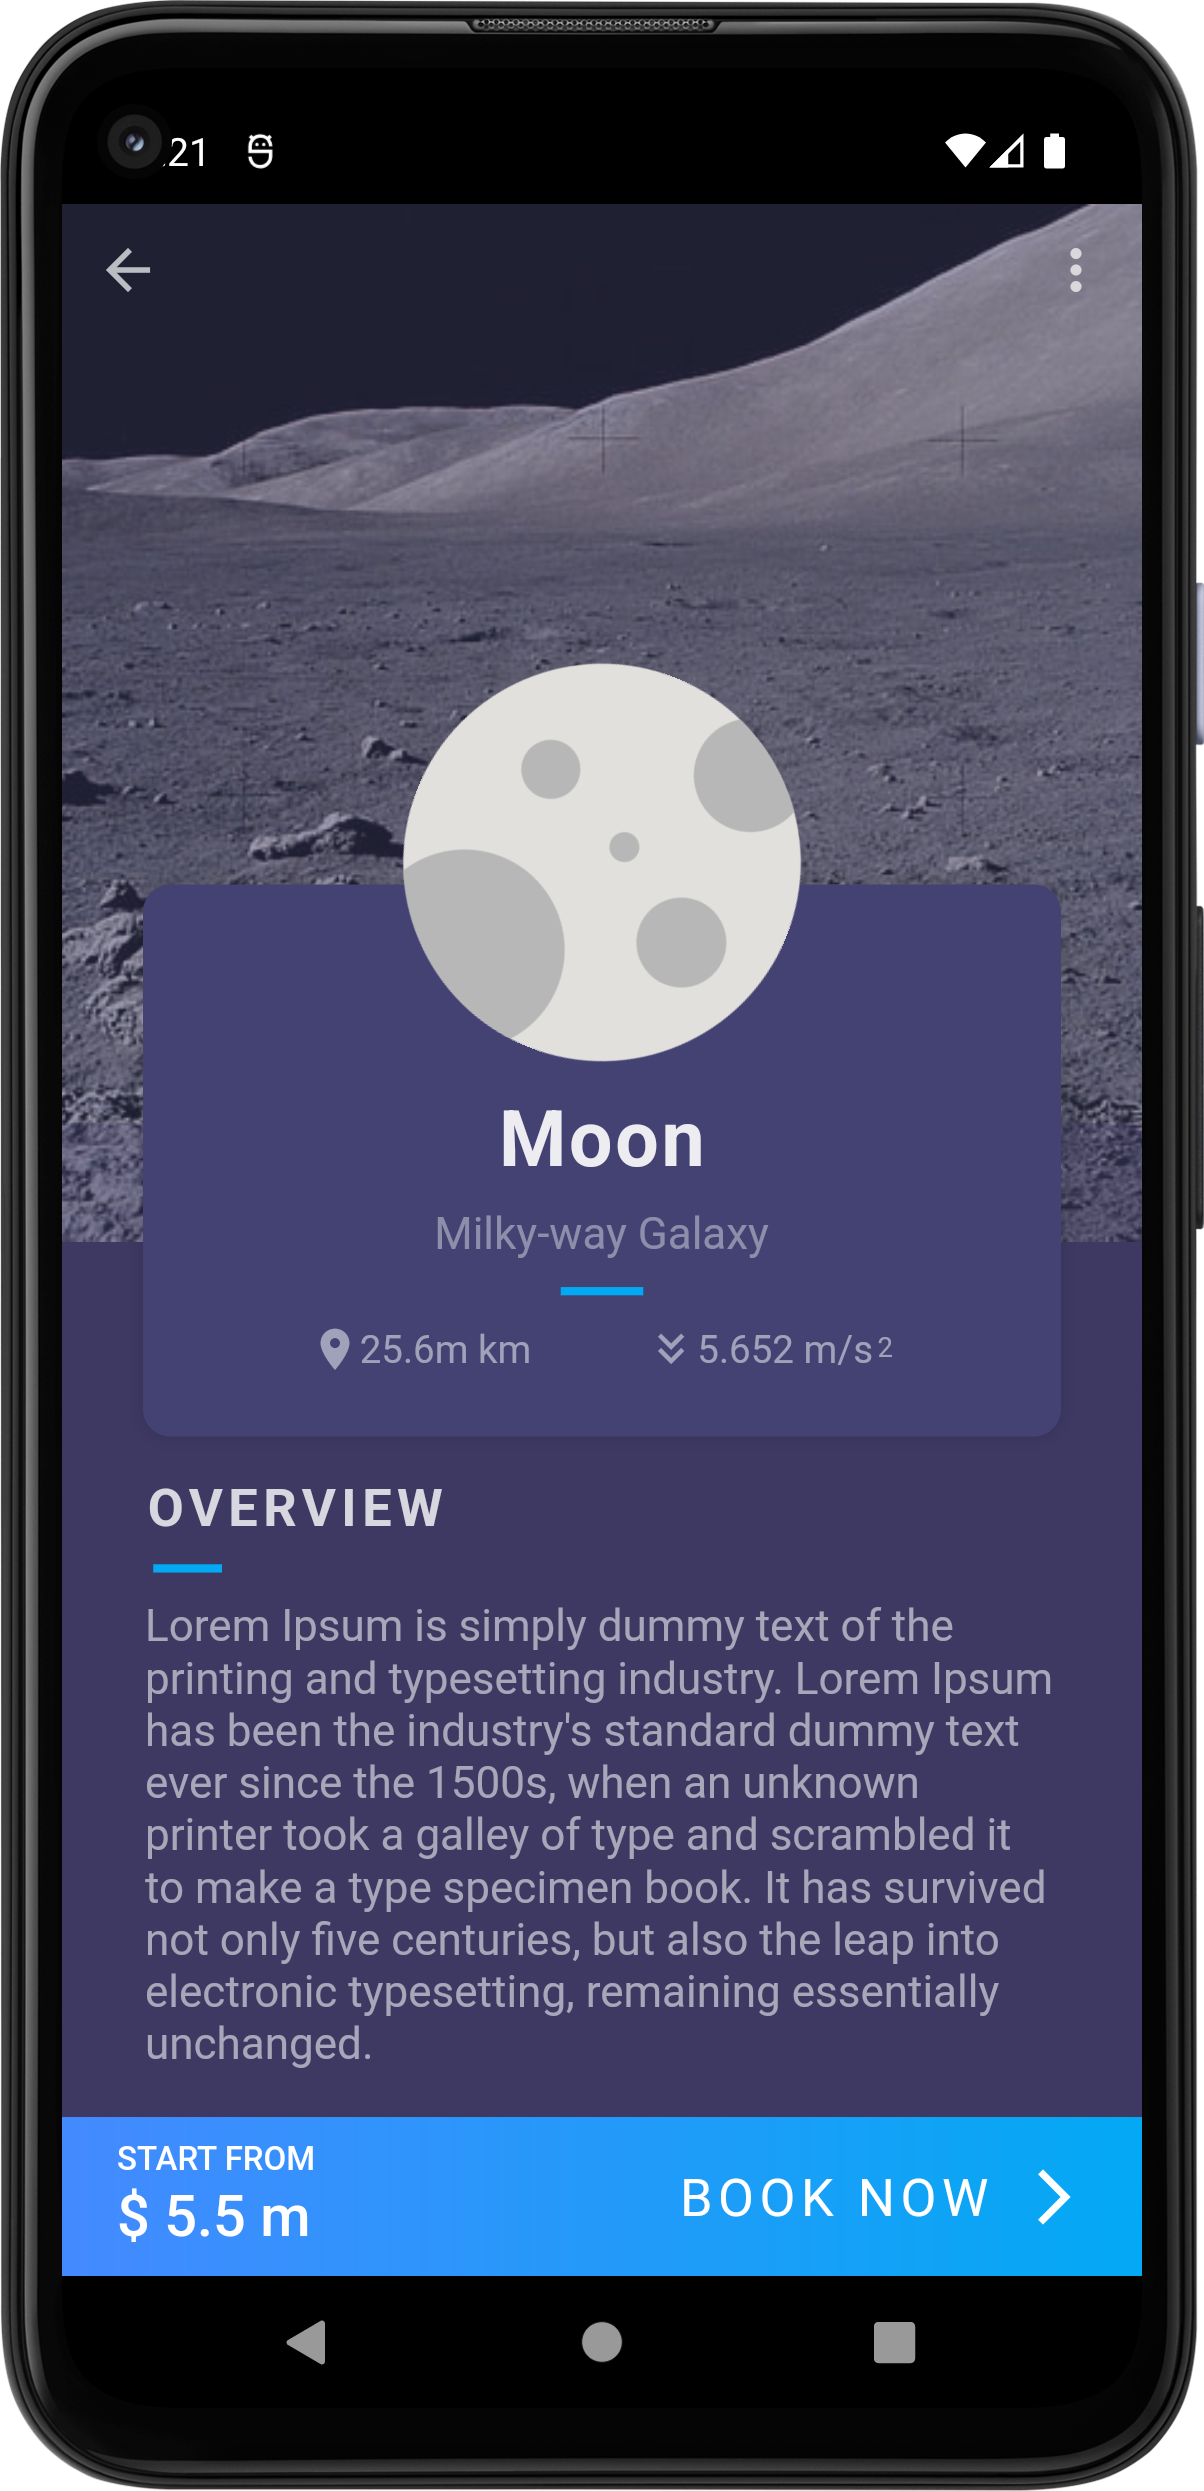 :21
Moon
Milky-way Galaxy
25.6m km
5.652 m/s2
OVERVIEW
Lorem Ipsum is simply dummy text of the
printing and typesetting industry. Lorem Ipsum
has been the industry's standard dummy text
ever since the 1500s, when an unknown
printer took a galley of type and scrambled it
to make a type specimen book. It has survived
not only five centuries, but also the leap into
electronic typesetting, remaining essentially
unchanged.
START FROM
$ 5.5 m
BOOK NOW